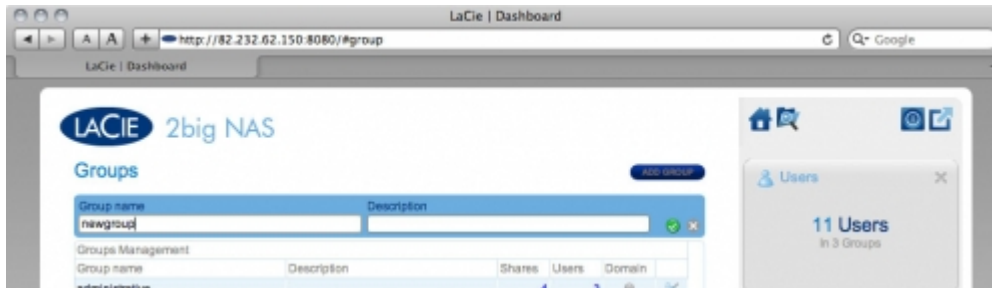 LaCie | Dashboard
A A + http://82.232.62.150:8080/#group Google
LaCie | Dashboard
LACIE 2big NAS
Groups
ADD GROUP
Users
Group name Description
newgroup
11 Users
In 3 Groups
Groups Management
Group name Description Shares Users Domain